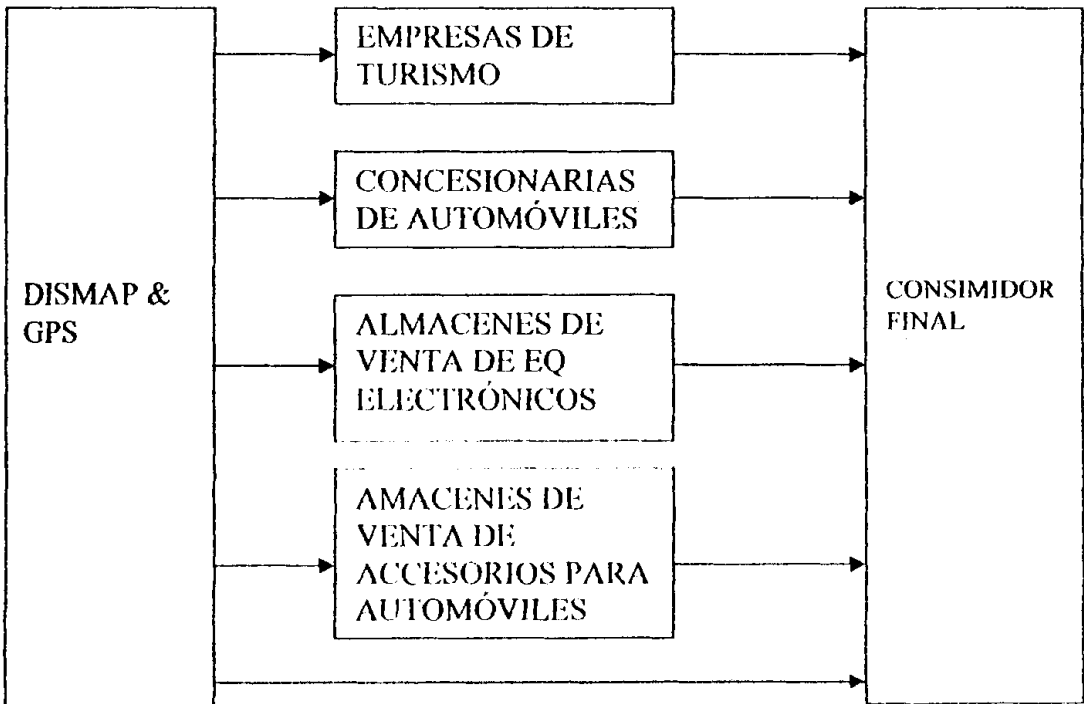 EMPRESAS DE
TURISMO
CONCESIONARIAS
DE AUTOMÓVILES
DISMAP &
GPS
ALMACENES DE
VENTA DE EQ
ELECTRÓNICOS
CONSIMIDOR
FINAL
AMACENES DE
VENTA DE
ACCESORIOS PARA
AUTOMÓVILES